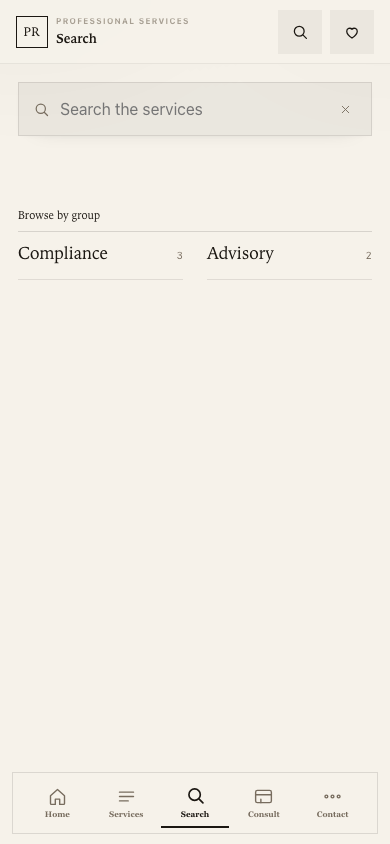 PR
PROFESSIONAL SERVICES
Search
Search the services
Browse by group
Compliance 3
Advisory 2
Home
Services
Search
Consult
Contact